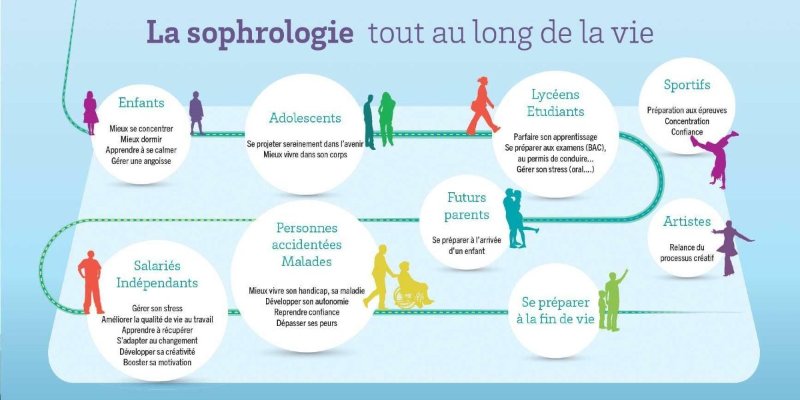 La sophrologie tout au long de la vie
Enfants
Mieux se concentrer
Mieux dormir
Apprendre à se calmer
Gérer une angoisse
Adolescents
Se projeter sereinement dans l'avenir
Mieux vivre dans son corps
Lycéens
Etudiants
Parfaire son apprentissage
Se préparer aux examens (BAC),
au permis de conduire...
Gérer son stress (oral....)
Sportifs
Préparation aux épreuves
Concentration
Confiance
Futurs
parents
Se préparer à l'arrivée
d'un enfant
Artistes
Relance du
processus créatif
Personnes
accidentées
Malades
Mieux vivre son handicap, sa maladie
Développer son autonomie
Reprendre confiance
Dépasser ses peurs
Salariés
Indépendants
Gérer son stress
Améliorer la qualité de vie au travail
Apprendre à récupérer
S'adapter au changement
Développer sa créativité
Booster sa motivation
Se préparer
à la fin de vie